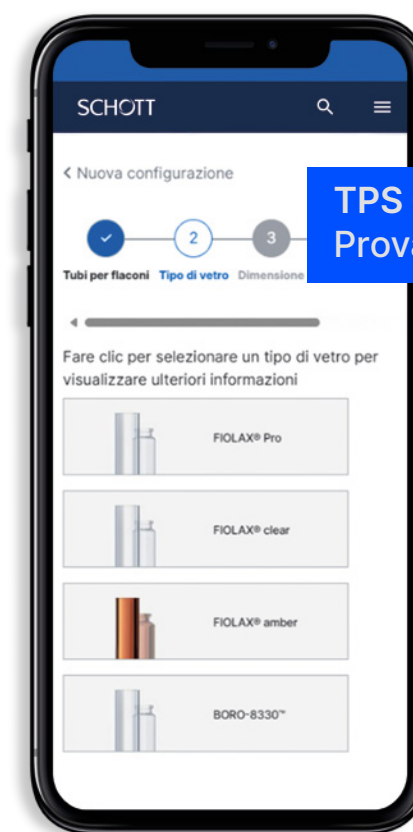 SCHOTT
< Nuova configurazione
TPS
Prova
2
3
Tubi per flaconi Tipo di vetro Dimensione
Fare clic per selezionare un tipo di vetro per
visualizzare ulteriori informazioni
FIOLAX® Pro
FIOLAX® clear
FIOLAX® amber
BORO-8330™